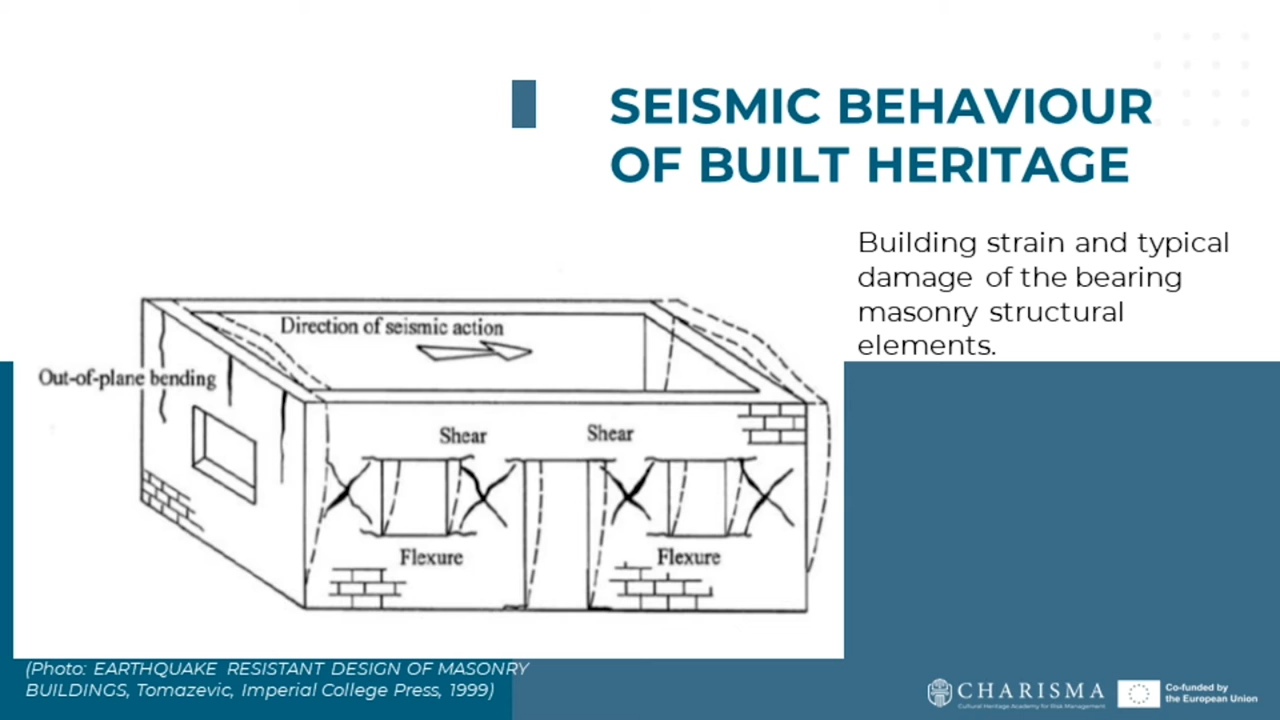 SEISMIC BEHAVIOUR
OF BUILT HERITAGE
Building strain and typical
damage of the bearing
masonry structural
elements.
Direction of seismic action
Out-of-plane bending
Shear
Shear
Flexure
Flexure
(Photo: EARTHQUAKE RESISTANT DESIGN OF MASONRY
BUILDINGS, Tomazevic, Imperial College Press, 1999)
CHARISMA
Cultural Heritage Academy for Risk Management
Co-funded by
the European Union